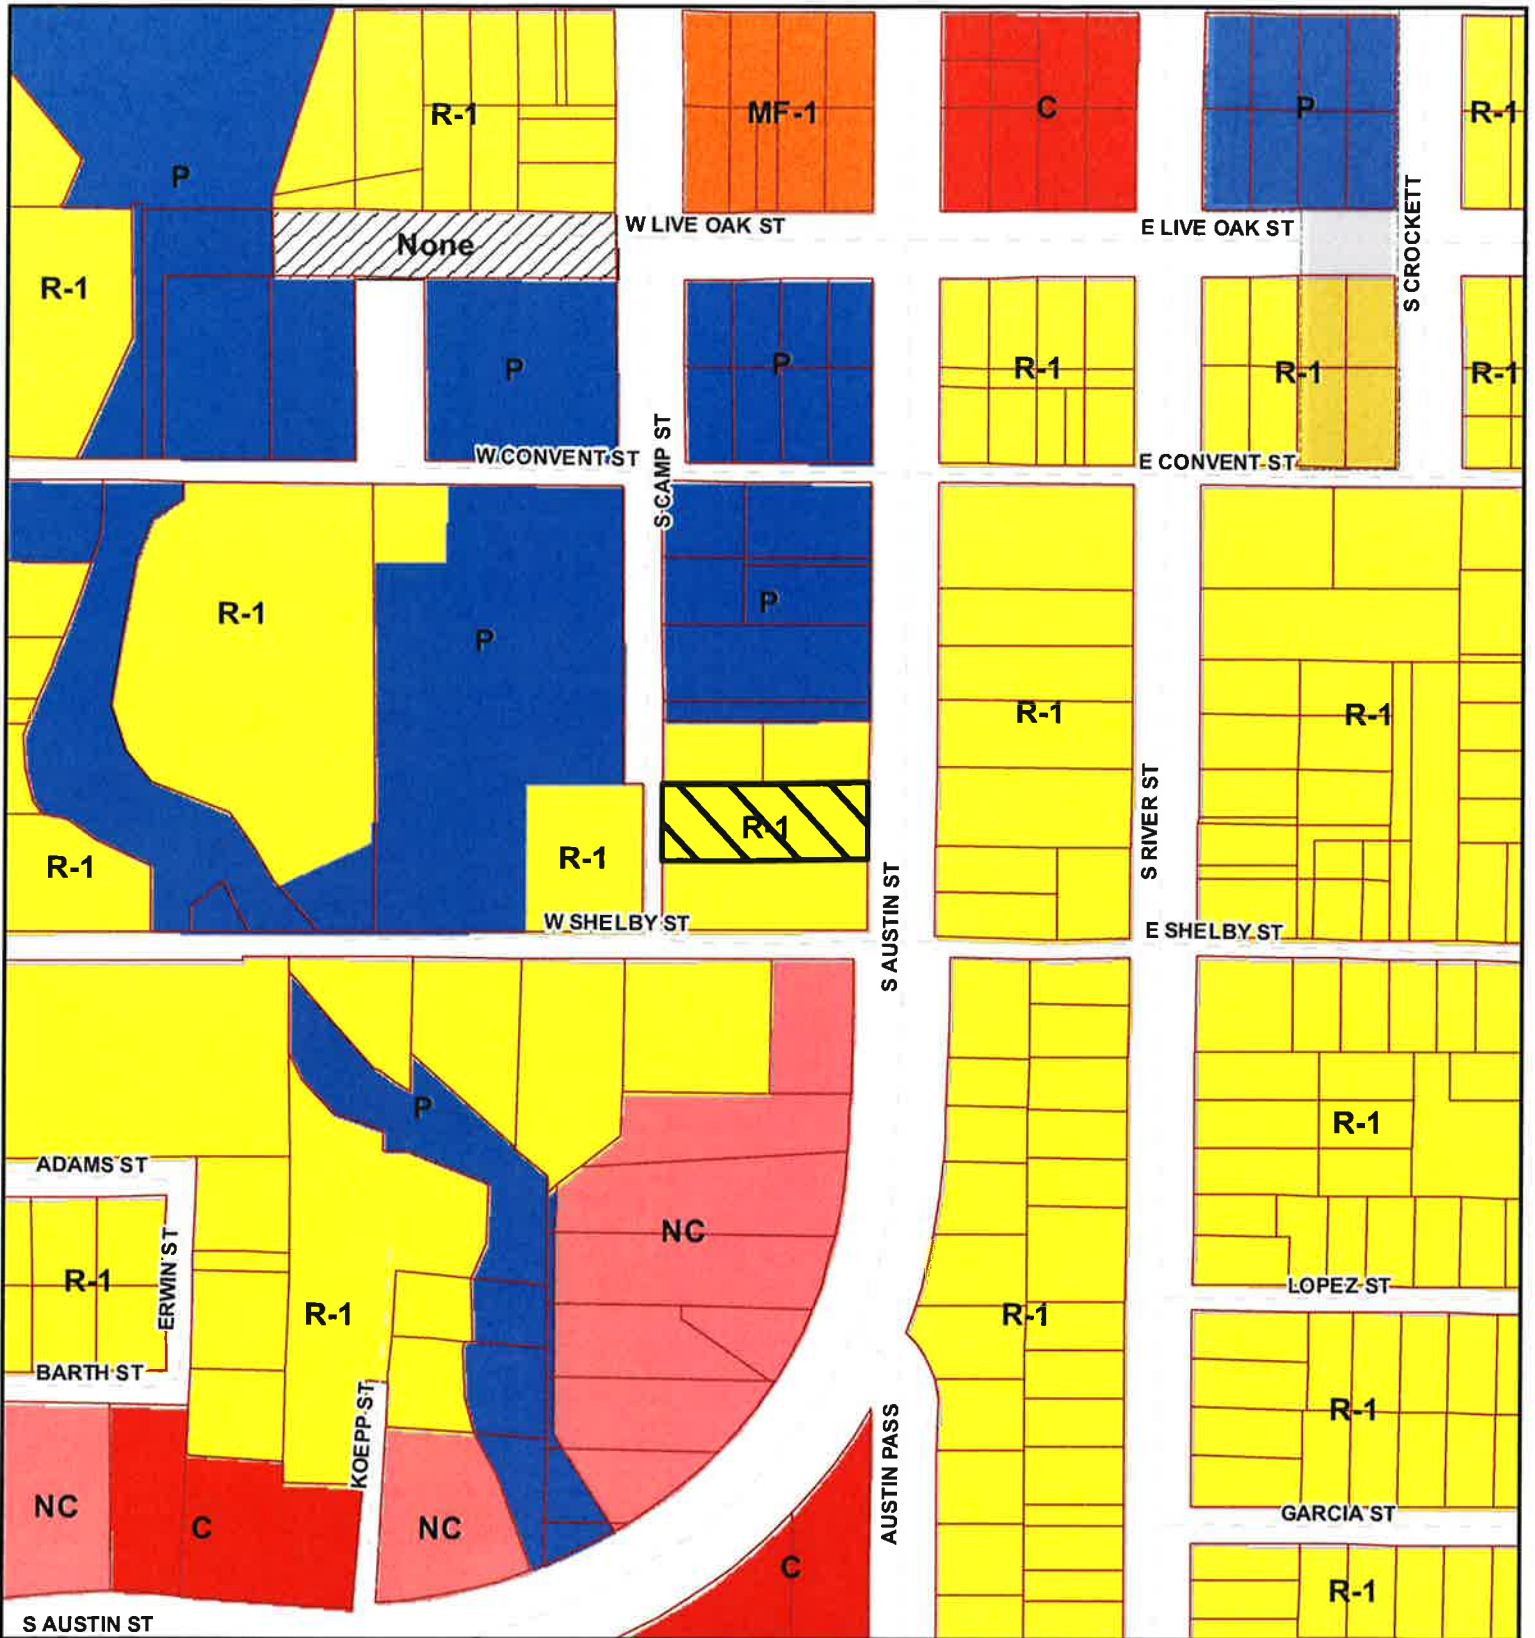 R-1
MF-1
C
P
R-1
P
W LIVE OAK ST
E LIVE OAK ST
S CROCKETT
None
R-1
P
P
R-1
R-1
R-1
W CONVENT ST
S CAMP ST
E CONVENT ST
R-1
P
P
R-1
R-1
R-1
R-1
R-1
S RIVER ST
S AUSTIN ST
W SHELBY ST
E SHELBY ST
P
R-1
ADAMS ST
ERWIN ST
R-1
NC
R-1
R-1
LOPEZ ST
BARTH ST
KOEPP ST
AUSTIN PASS
R-1
NC
C
NC
GARCIA ST
C
R-1
S AUSTIN ST